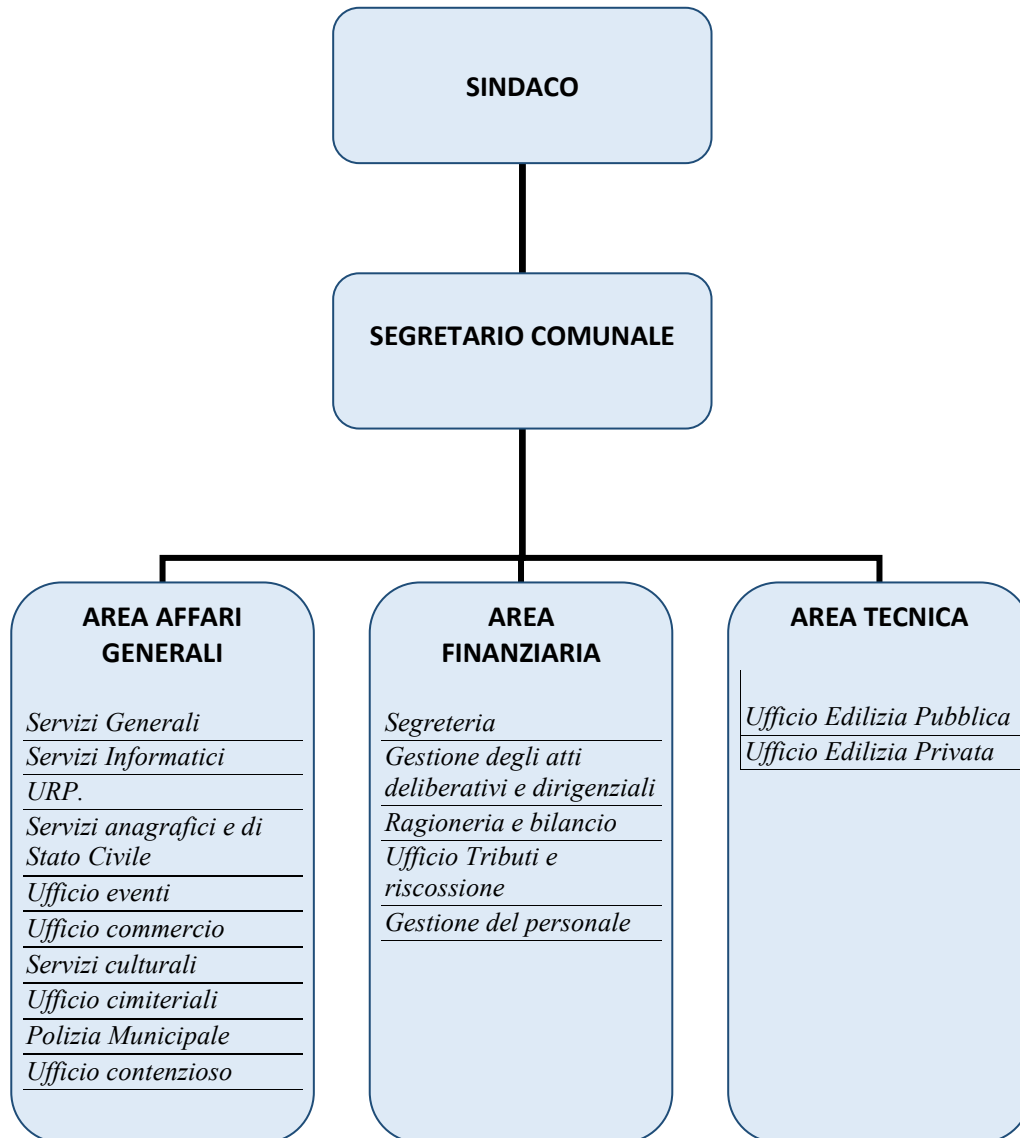 SINDACO
SEGRETARIO COMUNALE
AREA AFFARI
GENERALI
Servizi Generali
Servizi Informatici
URP.
Servizi anagrafici e di
Stato Civile
Ufficio eventi
Ufficio commercio
Servizi culturali
Ufficio cimiteriali
Polizia Municipale
Ufficio contenzioso
AREA
FINANZIARIA
Segreteria
Gestione degli atti
deliberativi e dirigenziali
Ragioneria e bilancio
Ufficio Tributi e
riscossione
Gestione del personale
AREA TECNICA
Ufficio Edilizia Pubblica
Ufficio Edilizia Privata